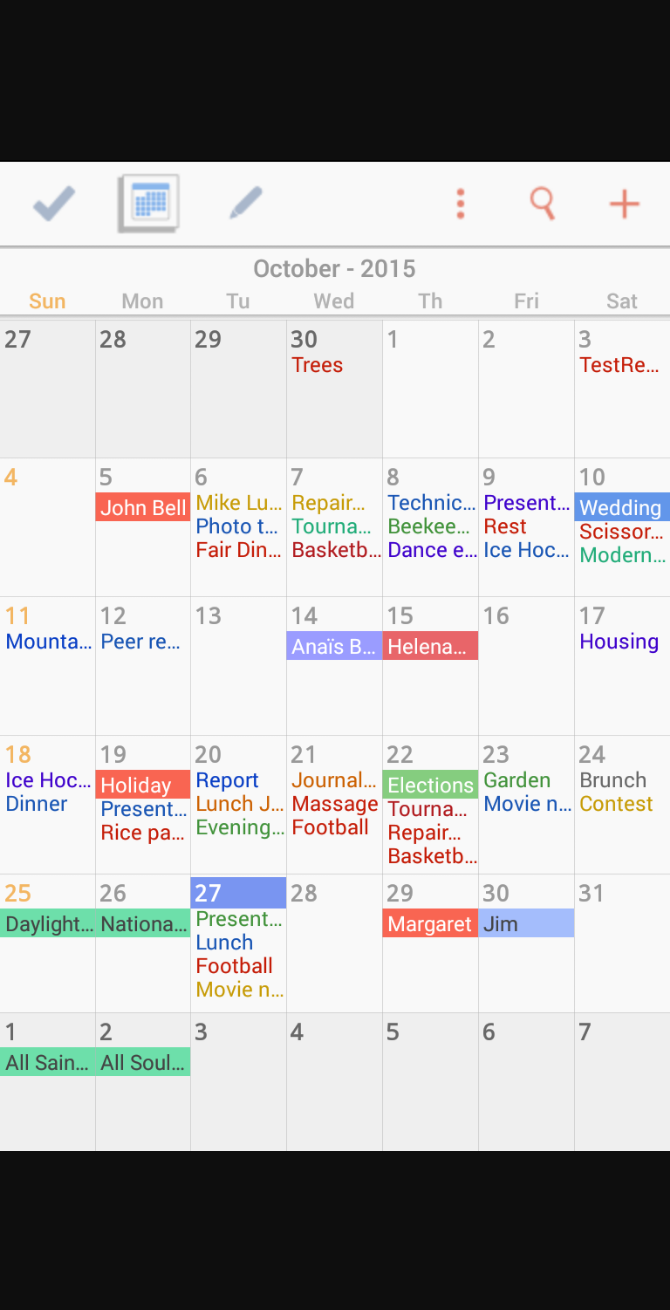 October - 2015
Sun Mon Tu Wed Th Fri Sat
27 28 29 30 1 2 3
Trees TestRe...
4 5 6 7 8 9 10
John Bell Mike Lu... Repair... Technic... Present... Wedding
Photo t... Tourna... Beekee... Rest Scissor...
Fair Din... Basketb... Dance e... Ice Hoc... Modern...
11 12 13 14 15 16 17
Mounta... Peer re... Anaïs B... Helena... Housing
18 19 20 21 22 23 24
Ice Hoc... Holiday Report Journal... Elections Garden Brunch
Dinner Present... Lunch J... Massage Tourna... Movie n... Contest
Rice pa... Evening... Football Repair...
Basketb...
25 26 27 28 29 30 31
Daylight... Nationa... Present... Margaret Jim
Lunch
Football
Movie n...
1 2 3 4 5 6 7
All Sain... All Soul...